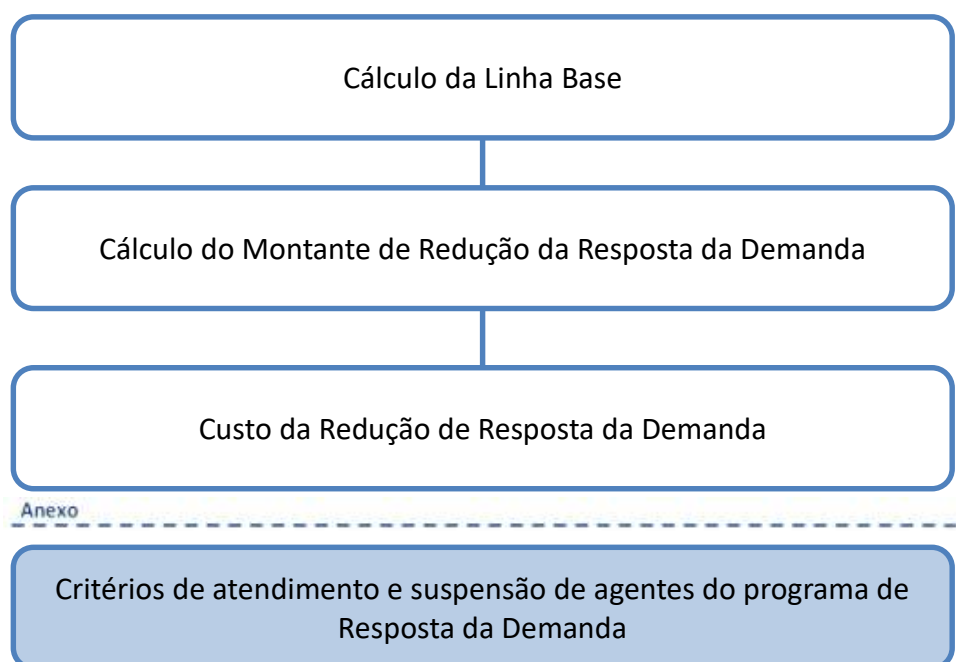 Cálculo da Linha Base
Cálculo do Montante de Redução da Resposta da Demanda
Custo da Redução de Resposta da Demanda
Anexo
Critérios de atendimento e suspensão de agentes do programa de
Resposta da Demanda